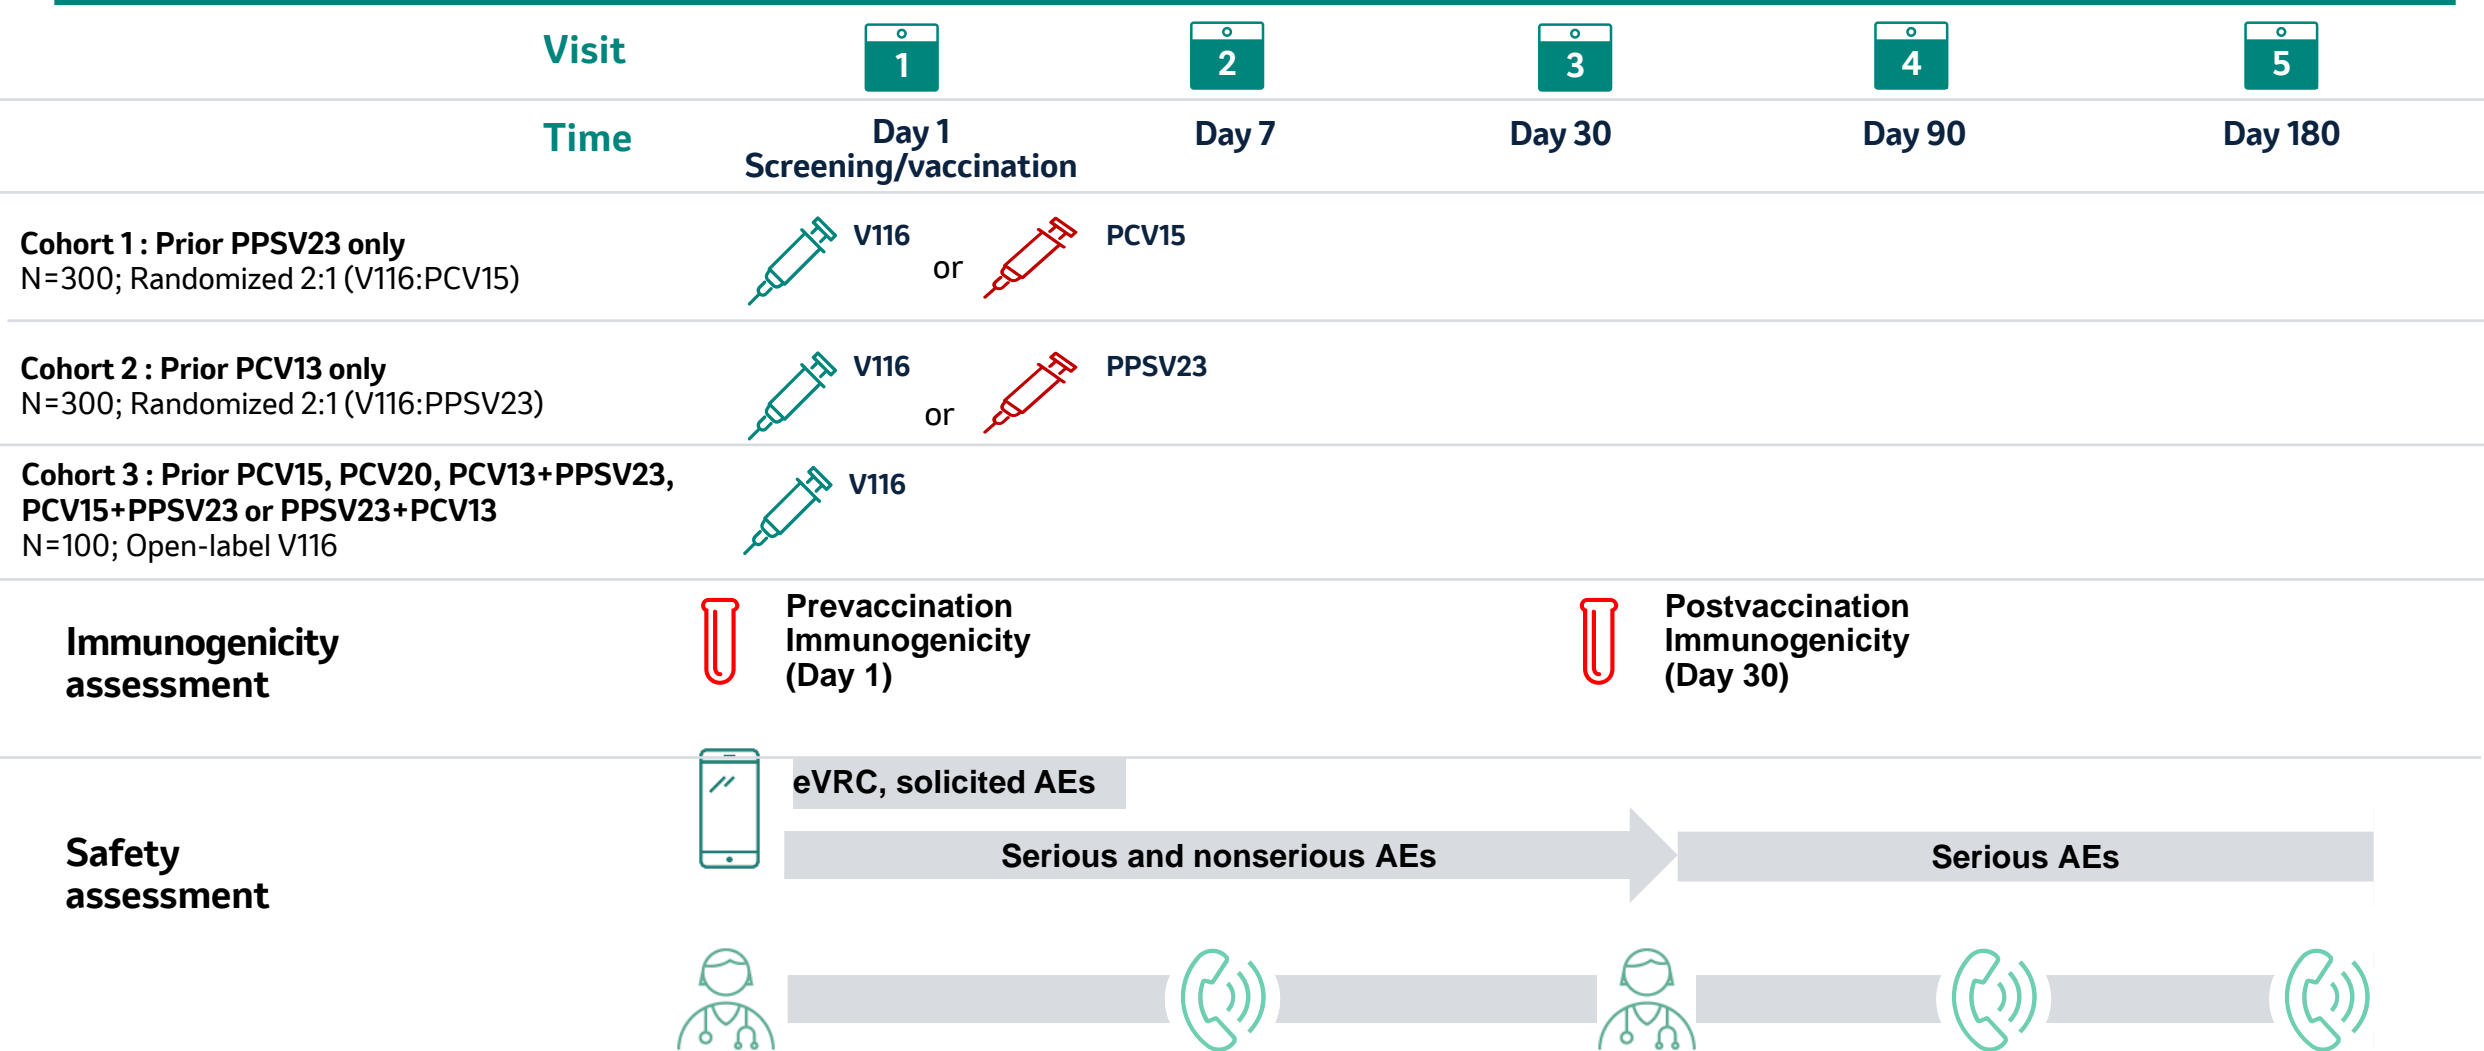 Visit
1
2
3
4
5
Time
Day 1
Screening/vaccination
Day 7
Day 30
Day 90
Day 180
Cohort 1 : Prior PPSV23 only
N=300; Randomized 2:1 (V116:PCV15)
V116
or
PCV15
Cohort 2 : Prior PCV13 only
N=300; Randomized 2:1 (V116:PPSV23)
V116
or
PPSV23
Cohort 3 : Prior PCV15, PCV20, PCV13+PPSV23,
PCV15+PPSV23 or PPSV23+PCV13
N=100; Open-label V116
V116
Immunogenicity
assessment
Prevaccination
Immunogenicity
(Day 1)
Postvaccination
Immunogenicity
(Day 30)
Safety
assessment
eVRC, solicited AEs
Serious and nonserious AEs
Serious AEs